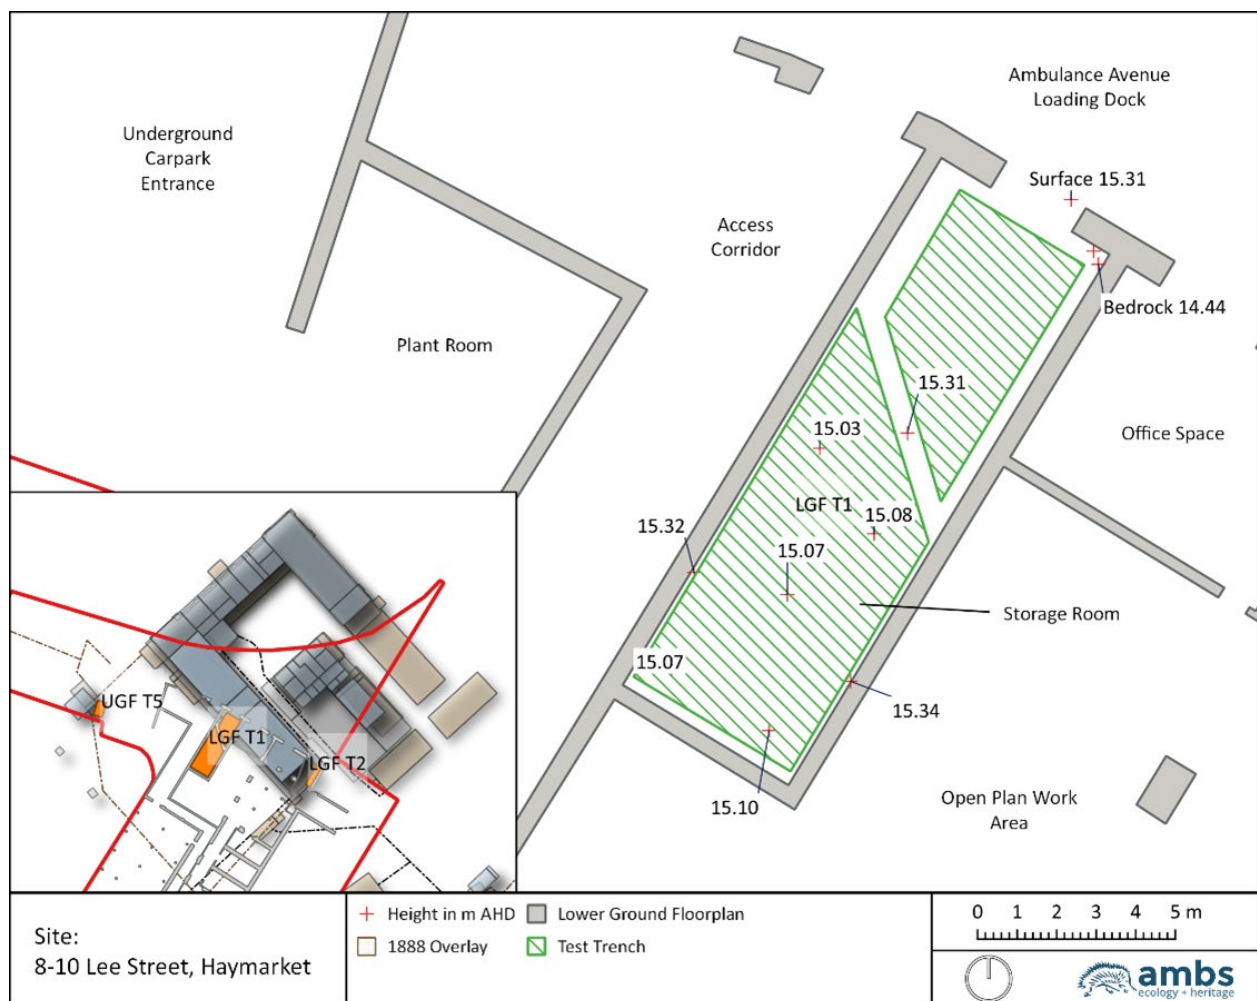 Ambulance Avenue
Loading Dock
Underground
Carpark
Entrance
Surface 15.31
Access
Corridor
Bedrock 14.44
Plant Room
15.31
15.03
Office Space
LGF T1
15.08
15.32
15.07
Storage Room
15.07
15.34
15.10
Open Plan Work
Area
UGF T5
LGF T1
LGF T2
Site:
8-10 Lee Street, Haymarket
Height in m AHD
Lower Ground Floorplan
1888 Overlay
Test Trench
0 1 2 3 4 5 m
ambs
ecology + heritage